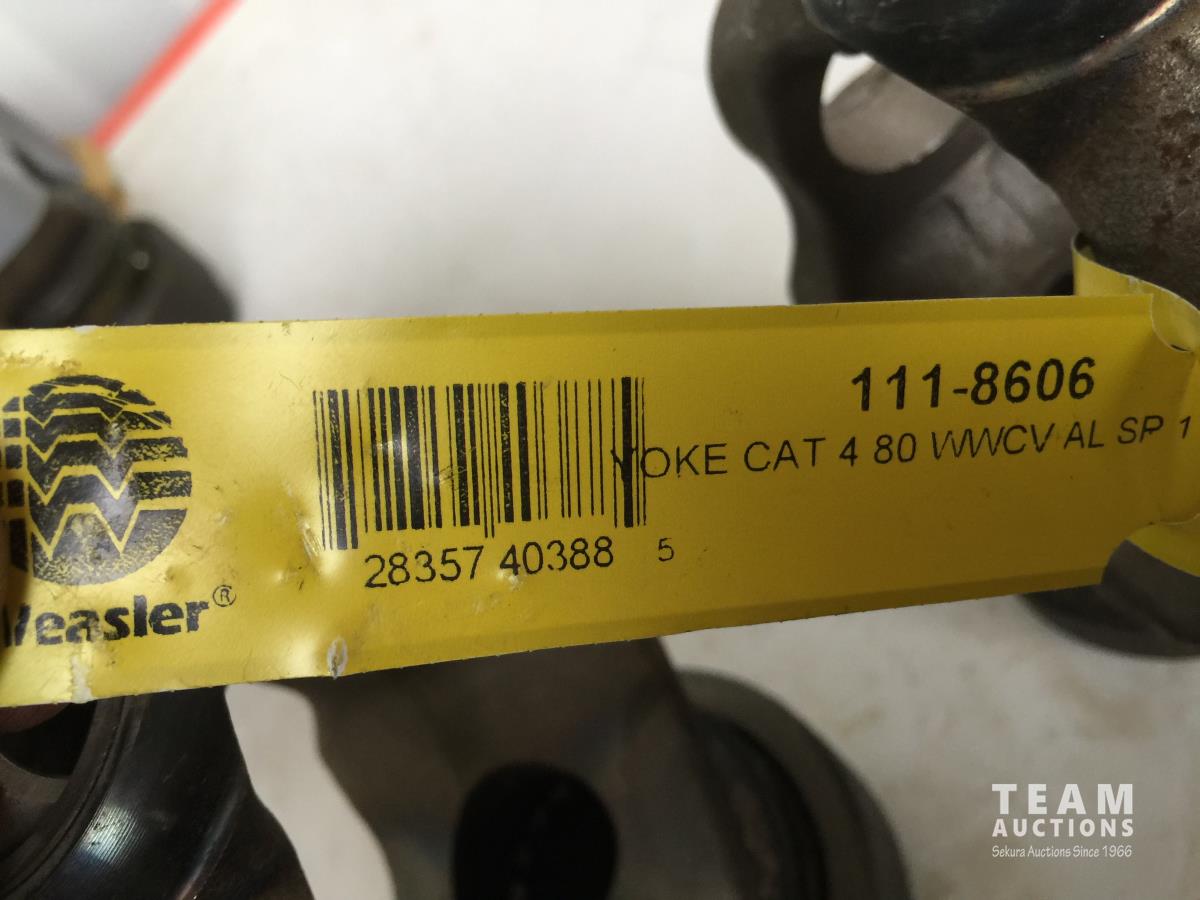 111-8606
YOKE CAT 4 80 WWCV AL SP 1
28357 40388 5
Weasler®
TEAM
AUCTIONS
Sekura Auctions Since 1966